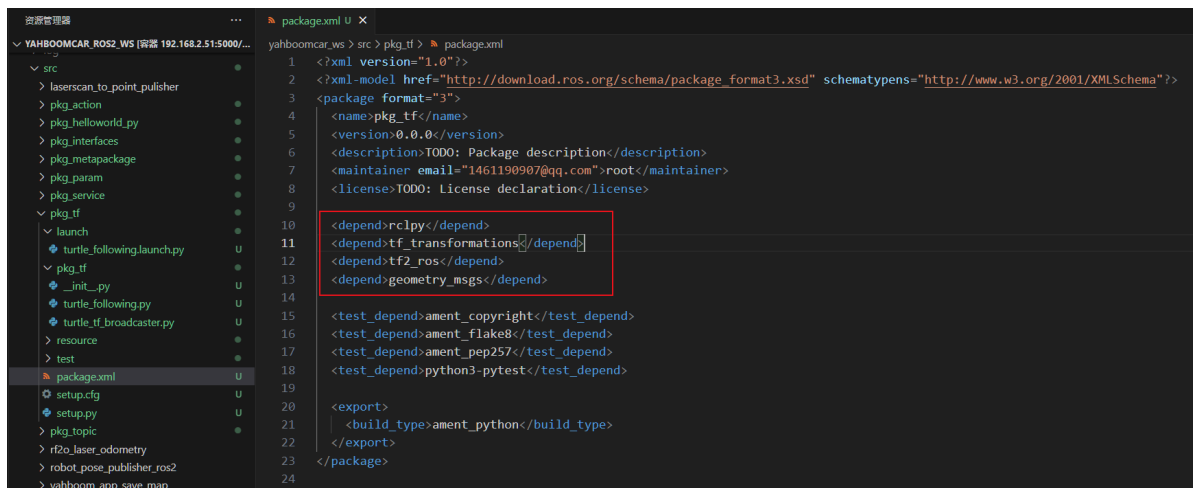 资源管理器
YAHBOOMCAR_ROS2_WS [容器 192.168.2.51:5000/...
src
laserscan_to_point_pulisher
pkg_action
pkg_helloworld_py
pkg_interfaces
pkg_metapackage
pkg_param
pkg_service
pkg_tf
launch
turtle_following.launch.py U
pkg_tf
__init__.py U
turtle_following.py U
turtle_tf_broadcaster.py U
resource
test
package.xml U
setup.cfg U
setup.py U
pkg_topic
rf2o_laser_odometry
robot_pose_publisher_ros2
yahboom_app_save_map
package.xml U
yahboomcar_ws > src > pkg_tf > package.xml
1 <?xml version="1.0"?>
2 <?xml-model href="http://download.ros.org/schema/package_format3.xsd" schematypens="http://www.w3.org/2001/XMLSchema"?>
3 <package format="3">
4 <name>pkg_tf</name>
5 <version>0.0.0</version>
6 <description>TODO: Package description</description>
7 <maintainer email="1461190907@qq.com">root</maintainer>
8 <license>TODO: License declaration</license>
9
10 <depend>rclpy</depend>
11 <depend>tf_transformations</depend>
12 <depend>tf2_ros</depend>
13 <depend>geometry_msgs</depend>
14
15 <test_depend>ament_copyright</test_depend>
16 <test_depend>ament_flake8</test_depend>
17 <test_depend>ament_pep257</test_depend>
18 <test_depend>python3-pytest</test_depend>
19
20 <export>
21 <build_type>ament_python</build_type>
22 </export>
23 </package>
24